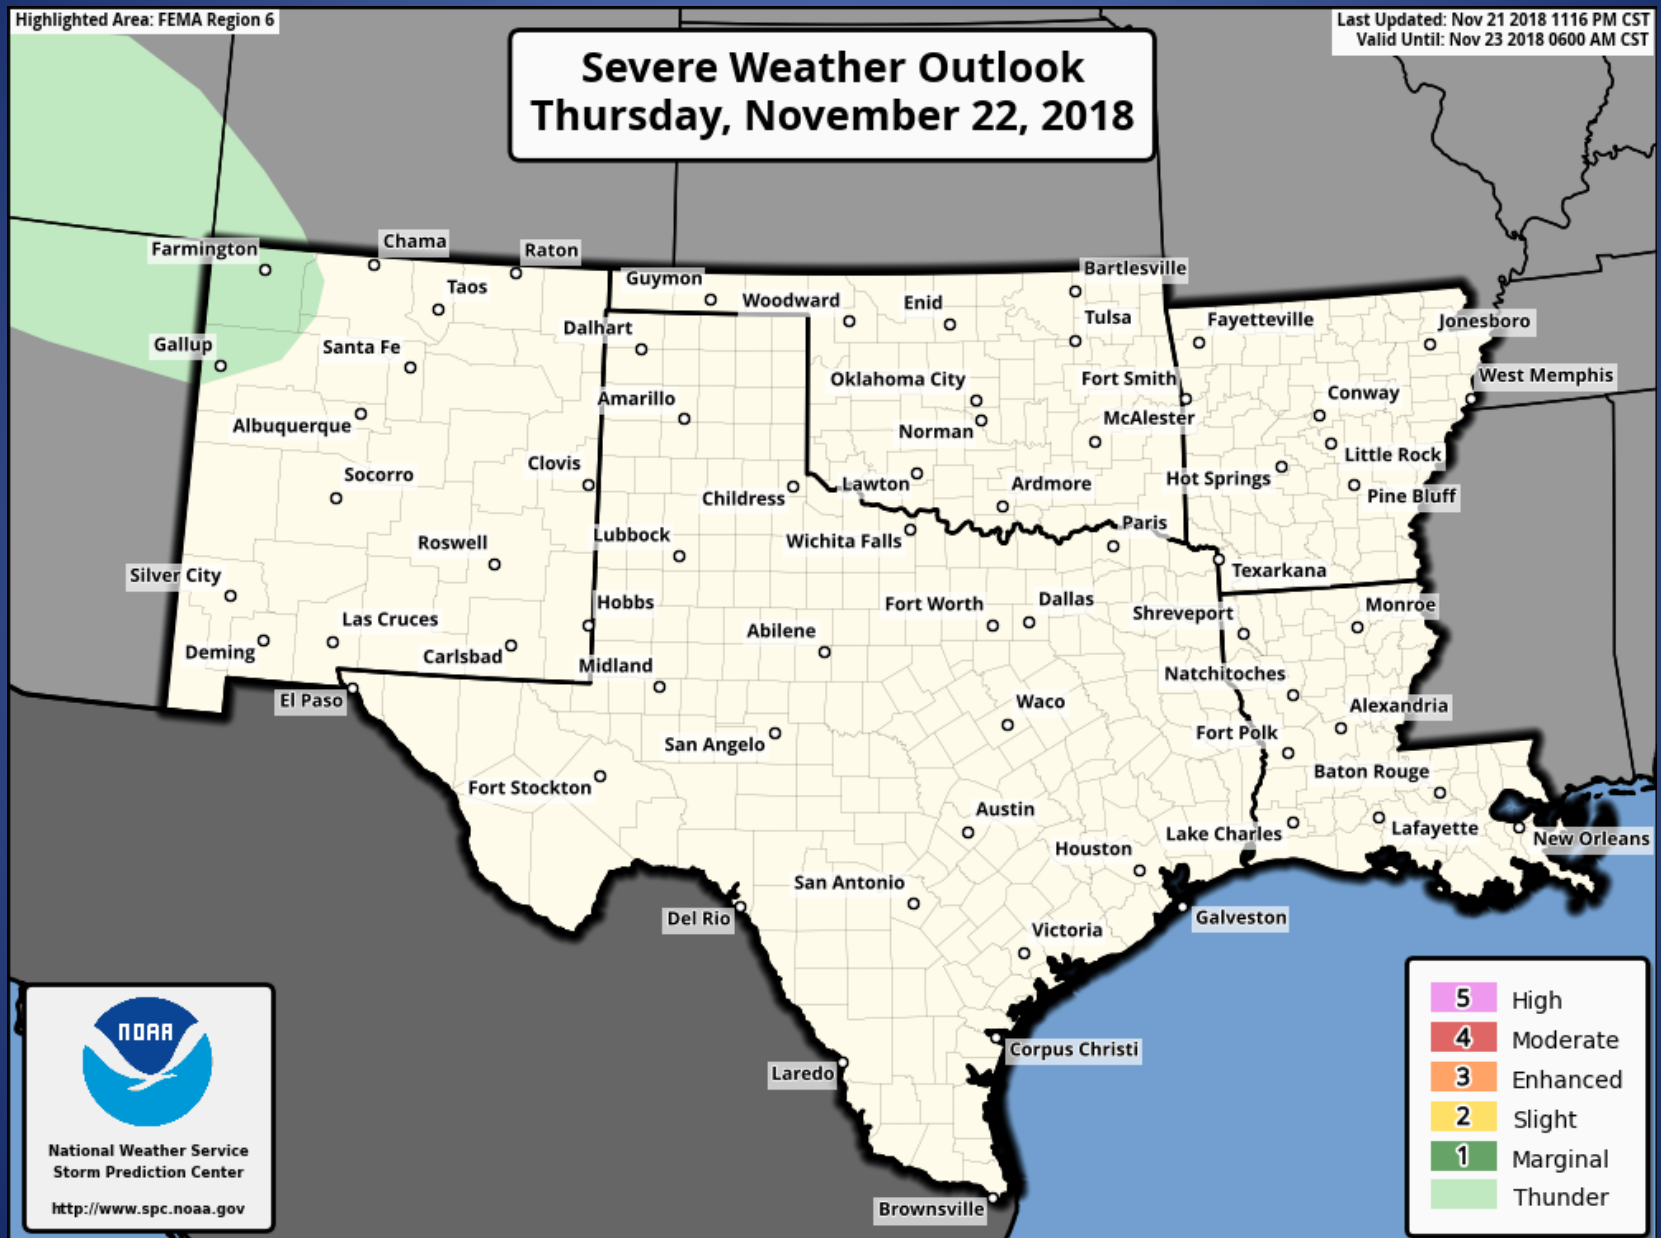 Highlighted Area: FEMA Region 6
Last Updated: Nov 21 2018 1116 PM CST
Valid Until: Nov 23 2018 0600 AM CST
Severe Weather Outlook
Thursday, November 22, 2018
Farmington
Chama
Raton
Taos
Guymon
Woodward
Enid
Bartlesville
Tulsa
Fayetteville
Jonesboro
Gallup
Santa Fe
Dalhart
Oklahoma City
Fort Smith
West Memphis
Conway
Albuquerque
Amarillo
Norman
McAlester
Little Rock
Socorro
Clovis
Childress
Lawton
Ardmore
Hot Springs
Pine Bluff
Roswell
Lubbock
Wichita Falls
Paris
Texarkana
Silver City
Las Cruces
Hobbs
Abilene
Fort Worth
Dallas
Shreveport
Monroe
Deming
Carlsbad
Midland
Natchitoches
El Paso
San Angelo
Waco
Fort Polk
Alexandria
Fort Stockton
Austin
Baton Rouge
Houston
Lake Charles
Lafayette
New Orleans
San Antonio
Del Rio
Victoria
Galveston
Laredo
Corpus Christi
Brownsville
NOAA
National Weather Service
Storm Prediction Center
http://www.spc.noaa.gov
5 High
4 Moderate
3 Enhanced
2 Slight
1 Marginal
Thunder